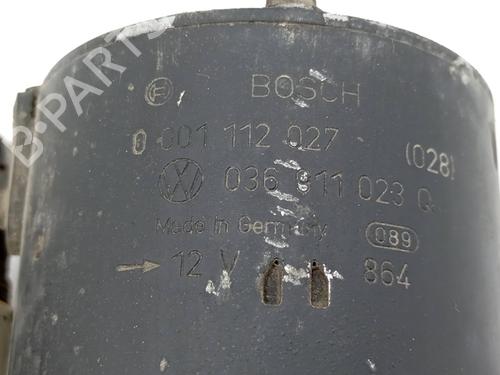 B-PARTS
BOSCH
0 001 112 027 (028)
036 911 023 Q
Made in Germany
089
12 V 864